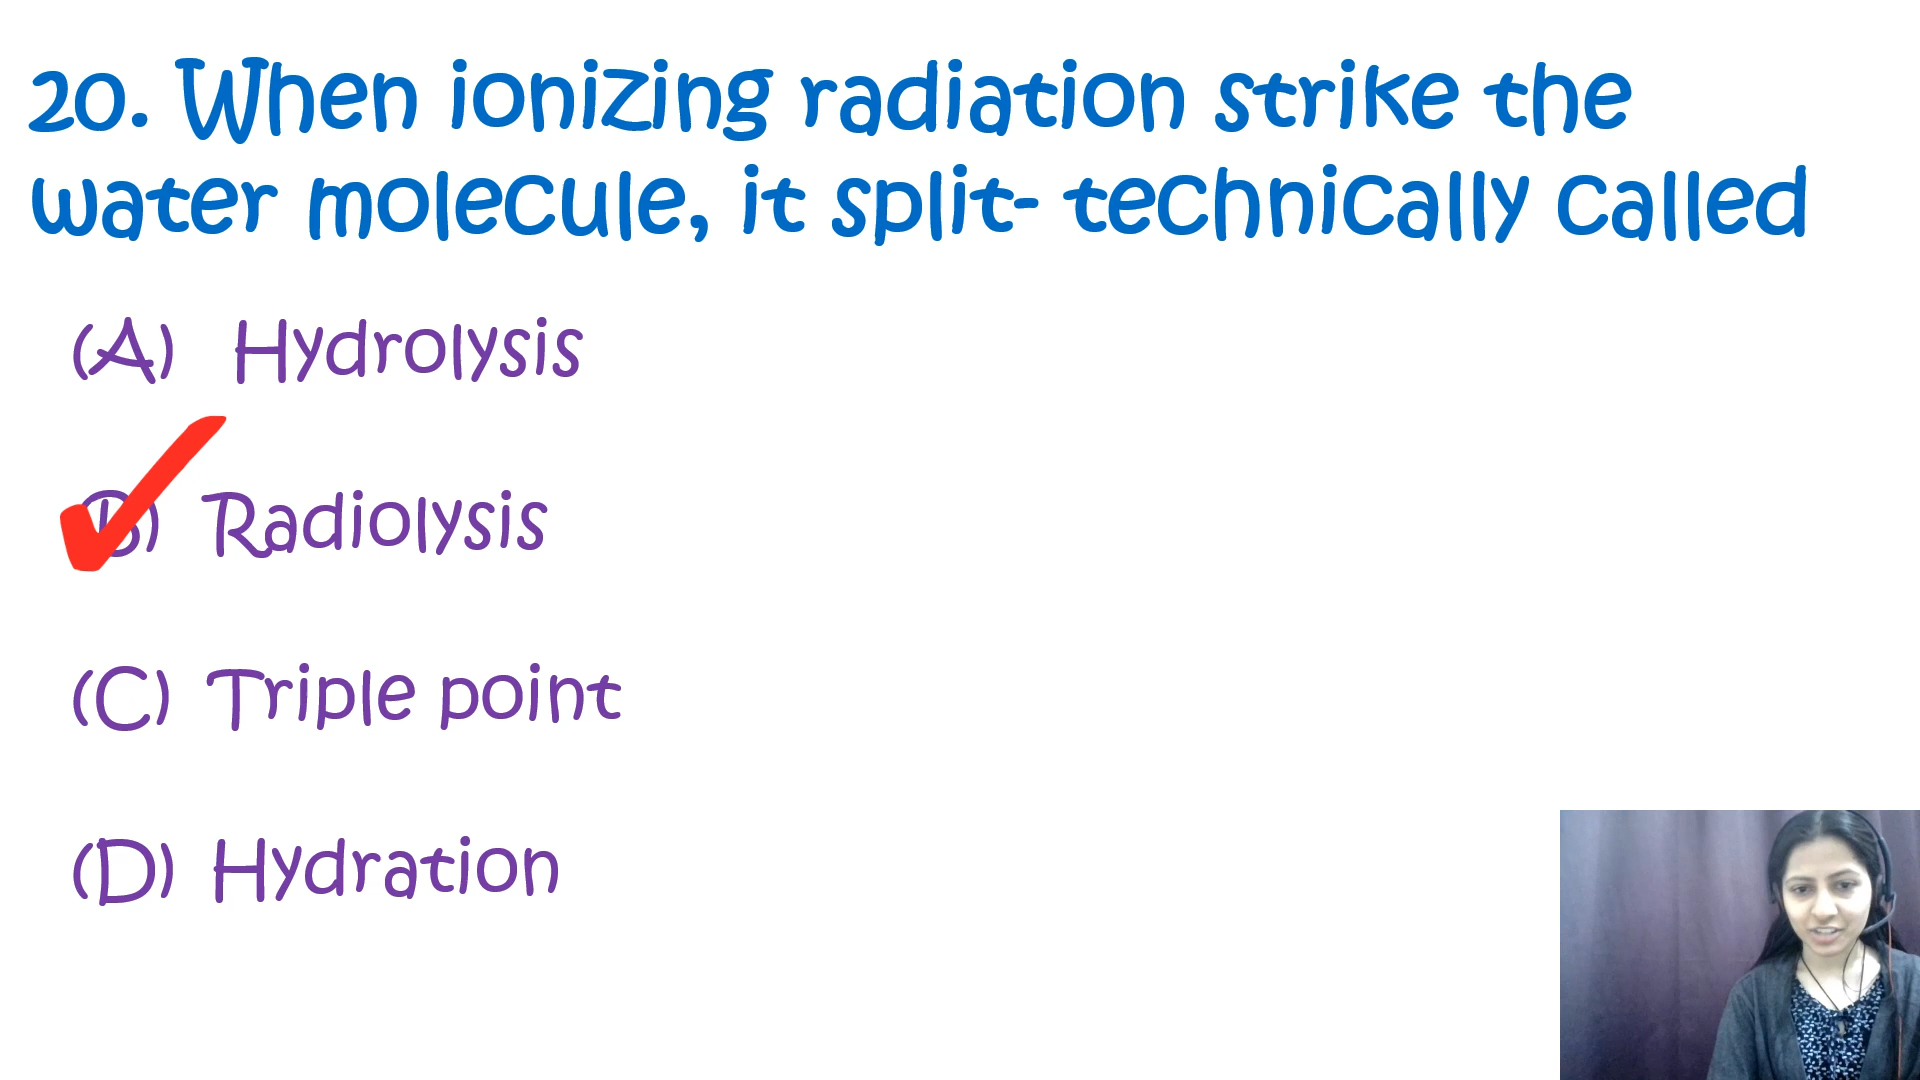 20. When ionizing radiation strike the
water molecule, it split- technically called
(A) Hydrolysis
(B) Radiolysis
(C) Triple point
(D) Hydration